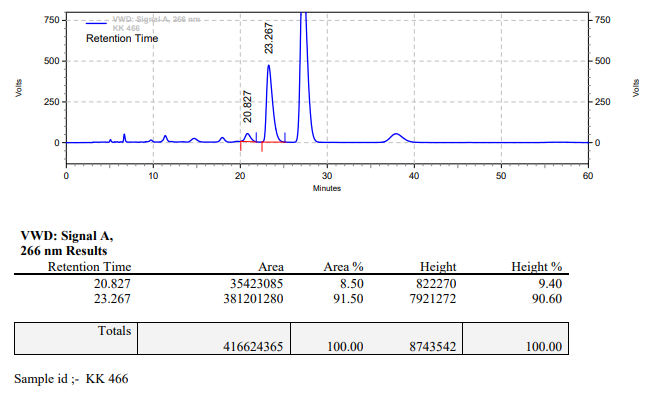 VWD: Signal A, 266 nm
KK 466
Retention Time
750
500
250
0
750
500
250
0
Volts
Volts
20.827
23.267
0
10
20
30
40
50
60
Minutes
VWD: Signal A,
266 nm Results
Retention Time Area Area % Height Height %
20.827 35423085 8.50 822270 9.40
23.267 381201280 91.50 7921272 90.60
Totals
416624365 100.00 8743542 100.00
Sample id ;- KK 466